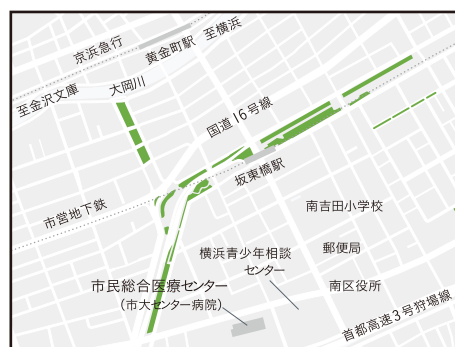 京浜急行
黄金町駅
至横浜
至金沢文庫
大岡川
国道16号線
坂東橋駅
市営地下鉄
南吉田小学校
横浜青少年相談
センター
郵便局
市民総合医療センター
(市大センター病院)
南区役所
首都高速3号狩場線